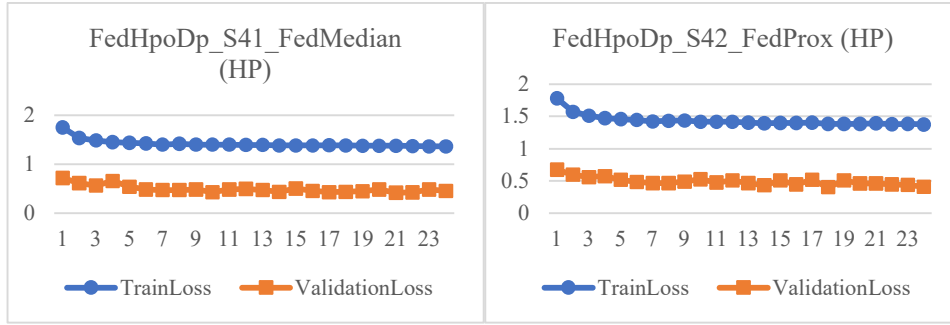 FedHpoDp_S41_FedMedian
(HP)
2
1
0
1 3 5 7 9 11 13 15 17 19 21 23
TrainLoss ValidationLoss
FedHpoDp_S42_FedProx (HP)
2
1.5
1
0.5
0
1 3 5 7 9 11 13 15 17 19 21 23
TrainLoss ValidationLoss